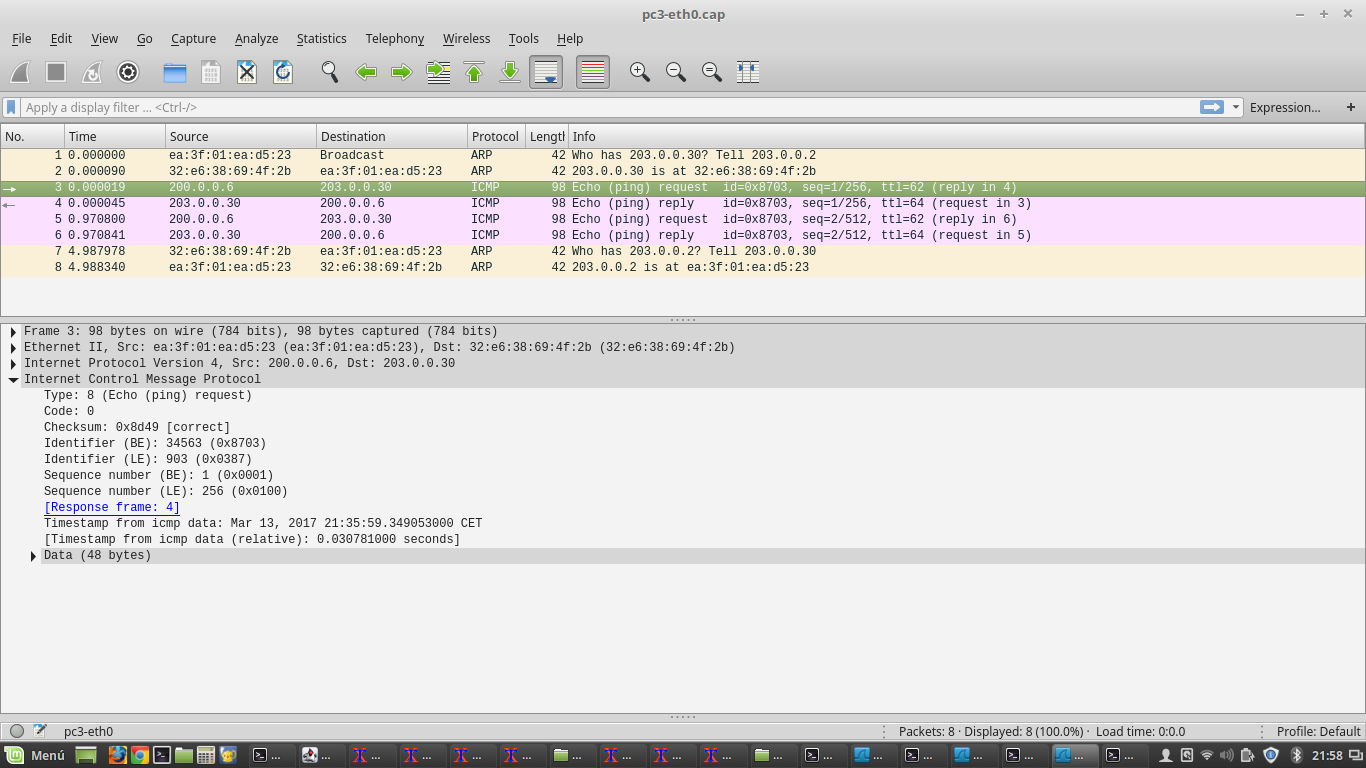 pc3-eth0.cap
File Edit View Go Capture Analyze Statistics Telephony Wireless Tools Help
Apply a display filter ... <Ctrl-/> Expression... +
No. Time Source Destination Protocol Length Info
1 0.000000 ea:3f:01:ea:d5:23 Broadcast ARP 42 Who has 203.0.0.30? Tell 203.0.0.2
2 0.000090 32:e6:38:69:4f:2b ea:3f:01:ea:d5:23 ARP 42 203.0.0.30 is at 32:e6:38:69:4f:2b
3 0.000019 200.0.0.6 203.0.0.30 ICMP 98 Echo (ping) request id=0x8703, seq=1/256, ttl=62 (reply in 4)
4 0.000045 203.0.0.30 200.0.0.6 ICMP 98 Echo (ping) reply id=0x8703, seq=1/256, ttl=64 (request in 3)
5 0.970800 200.0.0.6 203.0.0.30 ICMP 98 Echo (ping) request id=0x8703, seq=2/512, ttl=62 (reply in 6)
6 0.970841 203.0.0.30 200.0.0.6 ICMP 98 Echo (ping) reply id=0x8703, seq=2/512, ttl=64 (request in 5)
7 4.987978 32:e6:38:69:4f:2b ea:3f:01:ea:d5:23 ARP 42 Who has 203.0.0.2? Tell 203.0.0.30
8 4.988340 ea:3f:01:ea:d5:23 32:e6:38:69:4f:2b ARP 42 203.0.0.2 is at ea:3f:01:ea:d5:23
Frame 3: 98 bytes on wire (784 bits), 98 bytes captured (784 bits)
Ethernet II, Src: ea:3f:01:ea:d5:23 (ea:3f:01:ea:d5:23), Dst: 32:e6:38:69:4f:2b (32:e6:38:69:4f:2b)
Internet Protocol Version 4, Src: 200.0.0.6, Dst: 203.0.0.30
Internet Control Message Protocol
Type: 8 (Echo (ping) request)
Code: 0
Checksum: 0x8d49 [correct]
Identifier (BE): 34563 (0x8703)
Identifier (LE): 903 (0x0387)
Sequence number (BE): 1 (0x0001)
Sequence number (LE): 256 (0x0100)
[Response frame: 4]
Timestamp from icmp data: Mar 13, 2017 21:35:59.349053000 CET
[Timestamp from icmp data (relative): 0.030781000 seconds]
Data (48 bytes)
pc3-eth0 Packets: 8 · Displayed: 8 (100.0%) · Load time: 0:0.0 Profile: Default
Menú ... ... ... ... ... ... ... ... ... ... ... ... ... ... ... ... ... ... 21:58